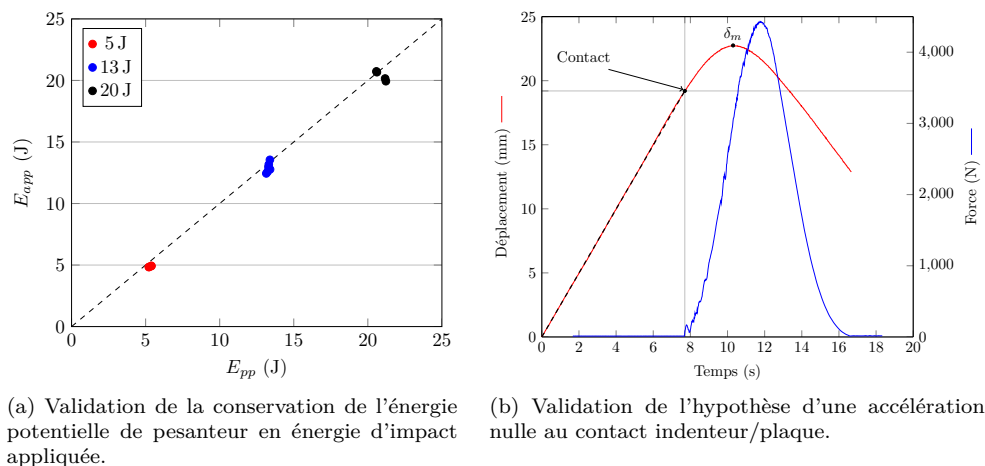 25
20
15
10
5
0
0
5
10
15
20
25
E_app (J)
E_pp (J)
5 J
13 J
20 J
25
20
15
10
5
0
0
2
4
6
8
10
12
14
16
18
20
4,000
3,000
2,000
1,000
0
δ_m
Contact
Déplacement (mm)
Force (N)
Temps (s)
(a) Validation de la conservation de l'énergie
potentielle de pesanteur en énergie d'impact
appliquée.
(b) Validation de l'hypothèse d'une accélération
nulle au contact indenteur/plaque.